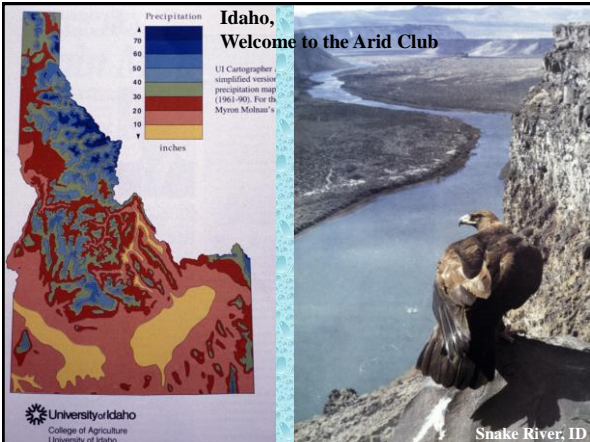 Idaho,
Welcome to the Arid Club
Precipitation
70
60
50
40
30
20
10
inches
UI Cartographer
simplified version
precipitation map
(1961-90). For the
Myron Molnau's
University of Idaho
College of Agriculture
University of Idaho
Snake River, ID